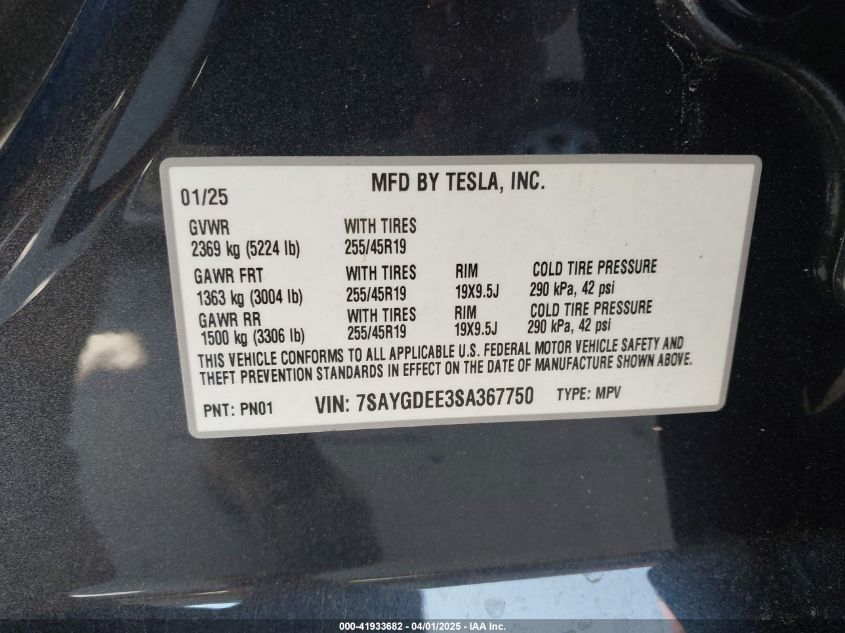 MFD BY TESLA, INC.
01/25
GVWR WITH TIRES
2369 kg (5224 lb) 255/45R19
GAWR FRT WITH TIRES RIM COLD TIRE PRESSURE
1363 kg (3004 lb) 255/45R19 19X9.5J 290 kPa, 42 psi
GAWR RR WITH TIRES RIM COLD TIRE PRESSURE
1500 kg (3306 lb) 255/45R19 19X9.5J 290 kPa, 42 psi
THIS VEHICLE CONFORMS TO ALL APPLICABLE U.S. FEDERAL MOTOR VEHICLE SAFETY AND
THEFT PREVENTION STANDARDS IN EFFECT ON THE DATE OF MANUFACTURE SHOWN ABOVE.
PNT: PN01 VIN: 7SAYGDEE3SA367750 TYPE: MPV
000-41933682 - 04/01/2025 - IAA Inc.